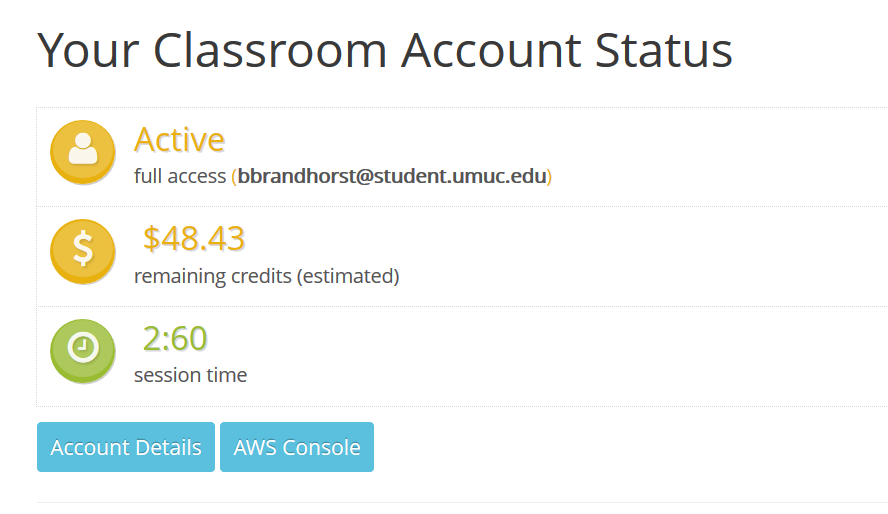 Your Classroom Account Status
Active
full access (bbrandhorst@student.umuc.edu)
$
$48.43
remaining credits (estimated)
2:60
session time
Account Details
AWS Console